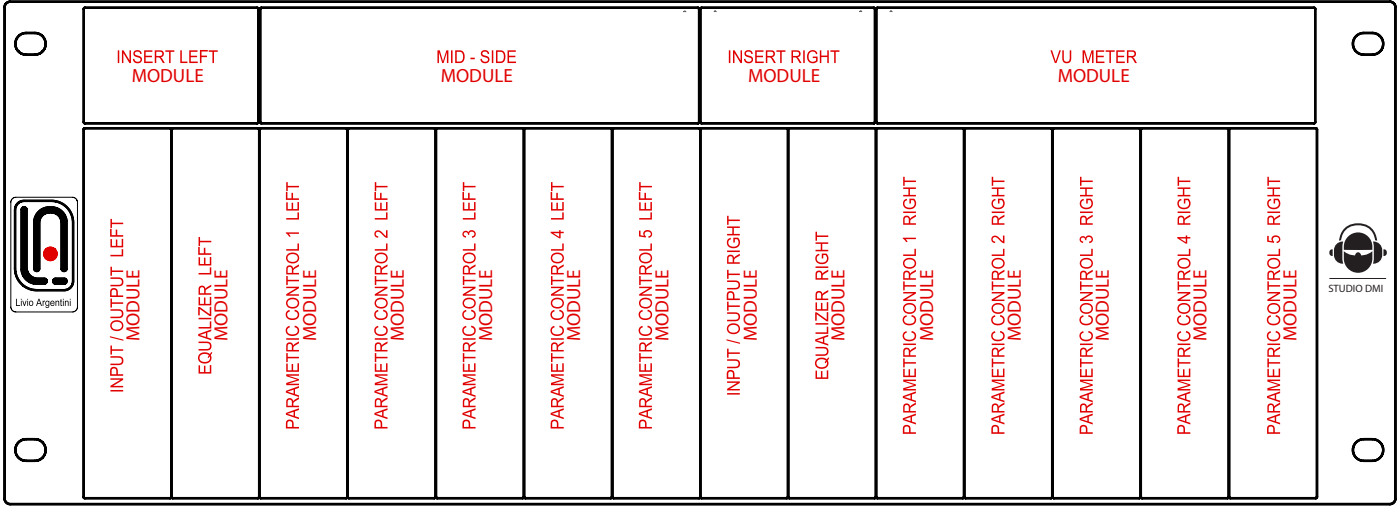 INSERT LEFT
MODULE
MID - SIDE
MODULE
INSERT RIGHT
MODULE
VU METER
MODULE
INPUT / OUTPUT LEFT
MODULE
EQUALIZER LEFT
MODULE
PARAMETRIC CONTROL 1 LEFT
MODULE
PARAMETRIC CONTROL 2 LEFT
MODULE
PARAMETRIC CONTROL 3 LEFT
MODULE
PARAMETRIC CONTROL 4 LEFT
MODULE
PARAMETRIC CONTROL 5 LEFT
MODULE
INPUT / OUTPUT RIGHT
MODULE
EQUALIZER RIGHT
MODULE
PARAMETRIC CONTROL 1 RIGHT
MODULE
PARAMETRIC CONTROL 2 RIGHT
MODULE
PARAMETRIC CONTROL 3 RIGHT
MODULE
PARAMETRIC CONTROL 4 RIGHT
MODULE
PARAMETRIC CONTROL 5 RIGHT
MODULE
Livio Argentini
STUDIO DMI